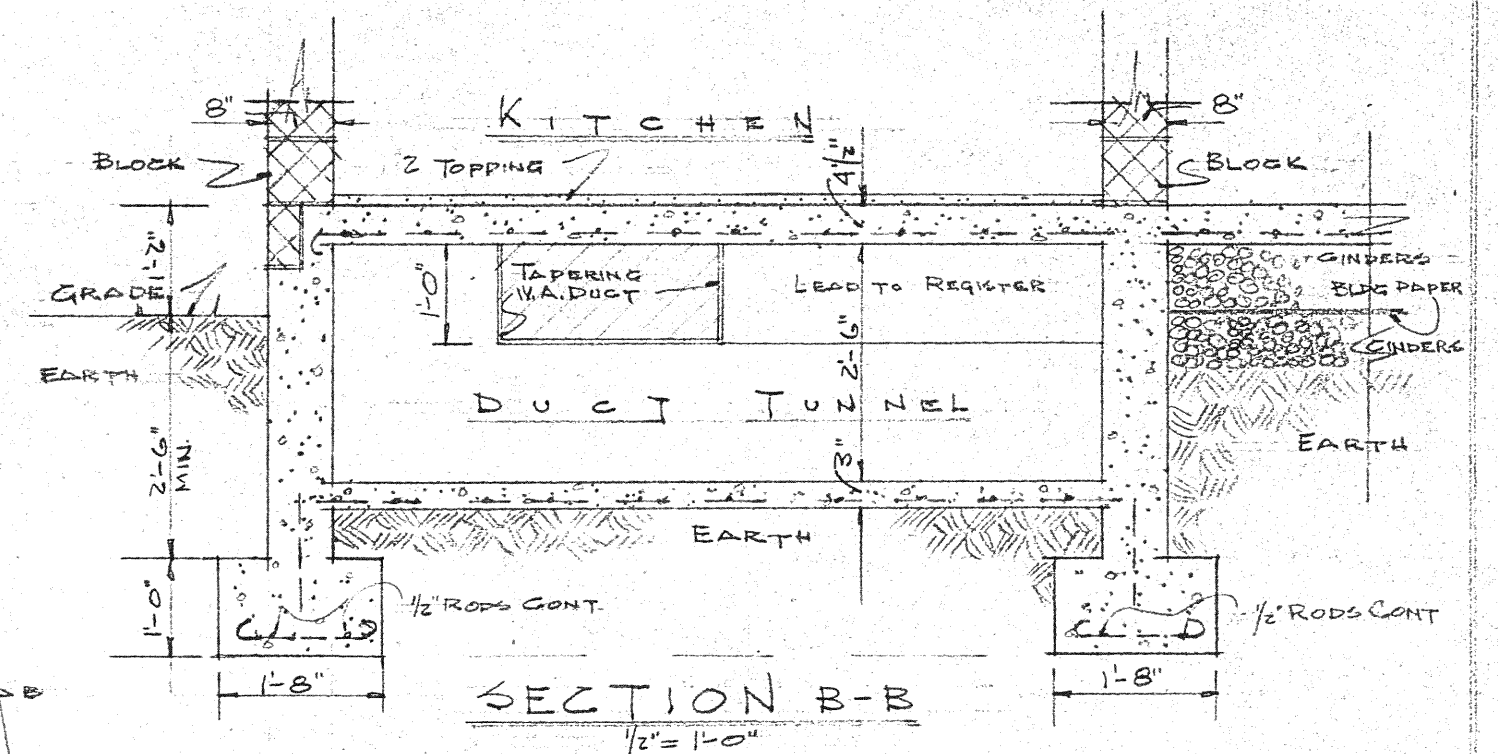 8"
KITCHEN
8"
BLOCK
2 TOPPING
4 1/2"
BLOCK
1'-2"
GRADE
1'-0"
TAPERING
W.A. DUCT
LEAD TO REGISTER
CINDERS
BLDG PAPER
CINDERS
EARTH
2'-6"
DUCT TUNNEL
EARTH
2'-6"
MIN.
3"
EARTH
1'-0"
1/2" RODS CONT.
1/2" RODS CONT
1'-8"
1'-8"
B
SECTION B-B
1/2" = 1'-0"